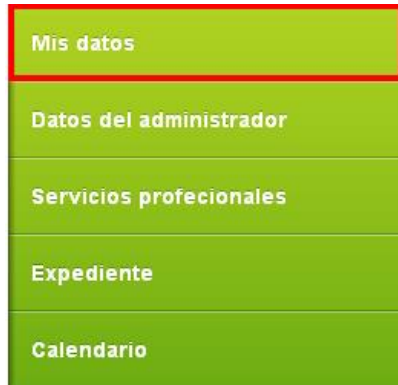 Mis datos
Datos del administrador
Servicios profecionales
Expediente
Calendario